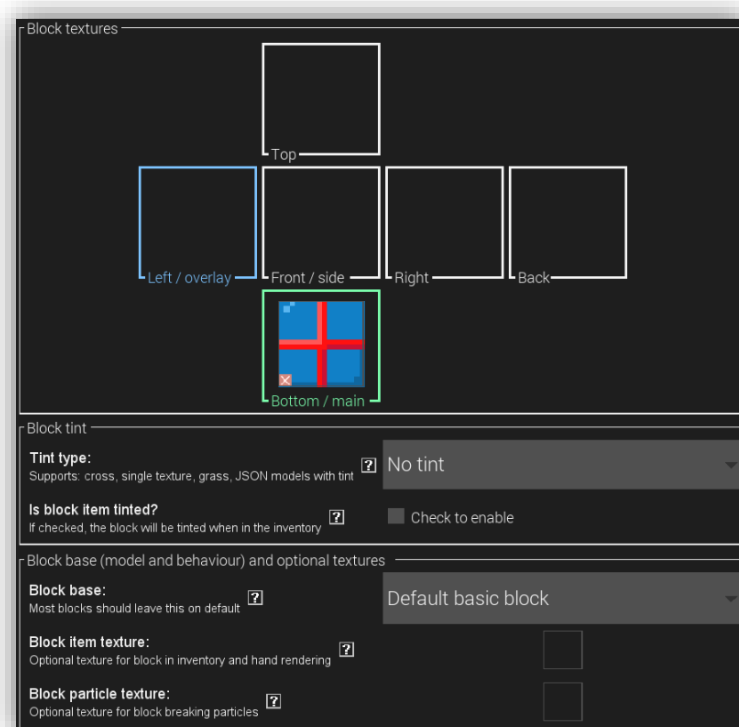 Block textures
Top
Left / overlay
Front / side
Right
Back
Bottom / main
Block tint
Tint type:
Supports: cross, single texture, grass, JSON models with tint
?
No tint
Is block item tinted?
If checked, the block will be tinted when in the inventory
?
Check to enable
Block base (model and behaviour) and optional textures
Block base:
Most blocks should leave this on default
?
Default basic block
Block item texture:
Optional texture for block in inventory and hand rendering
?
Block particle texture:
Optional texture for block breaking particles
?